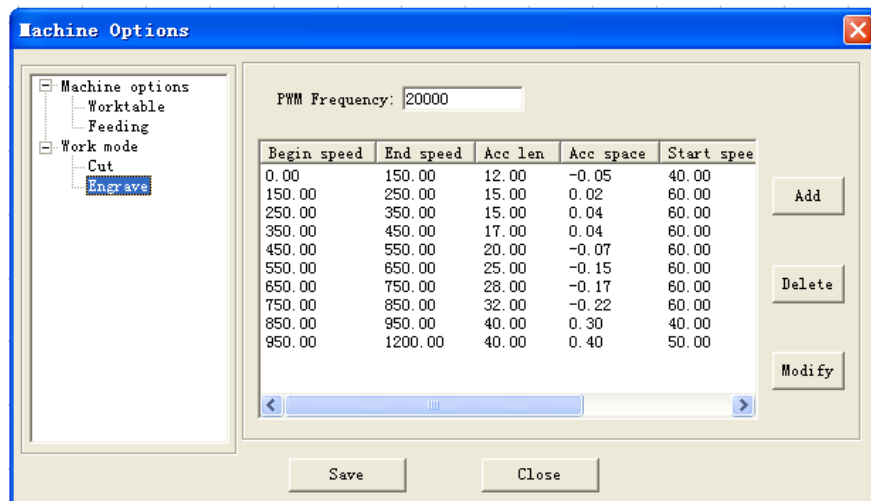 Machine Options
Machine options
Worktable
Feeding
Work mode
Cut
Engrave
PWM Frequency: 20000
Begin speed End speed Acc len Acc space Start spee
0.00 150.00 12.00 -0.05 40.00
150.00 250.00 15.00 0.02 60.00
250.00 350.00 15.00 0.04 60.00
350.00 450.00 17.00 0.04 60.00
450.00 550.00 20.00 -0.07 60.00
550.00 650.00 25.00 -0.15 60.00
650.00 750.00 28.00 -0.17 60.00
750.00 850.00 32.00 -0.22 60.00
850.00 950.00 40.00 0.30 40.00
950.00 1200.00 40.00 0.40 50.00
Add
Delete
Modify
Save Close